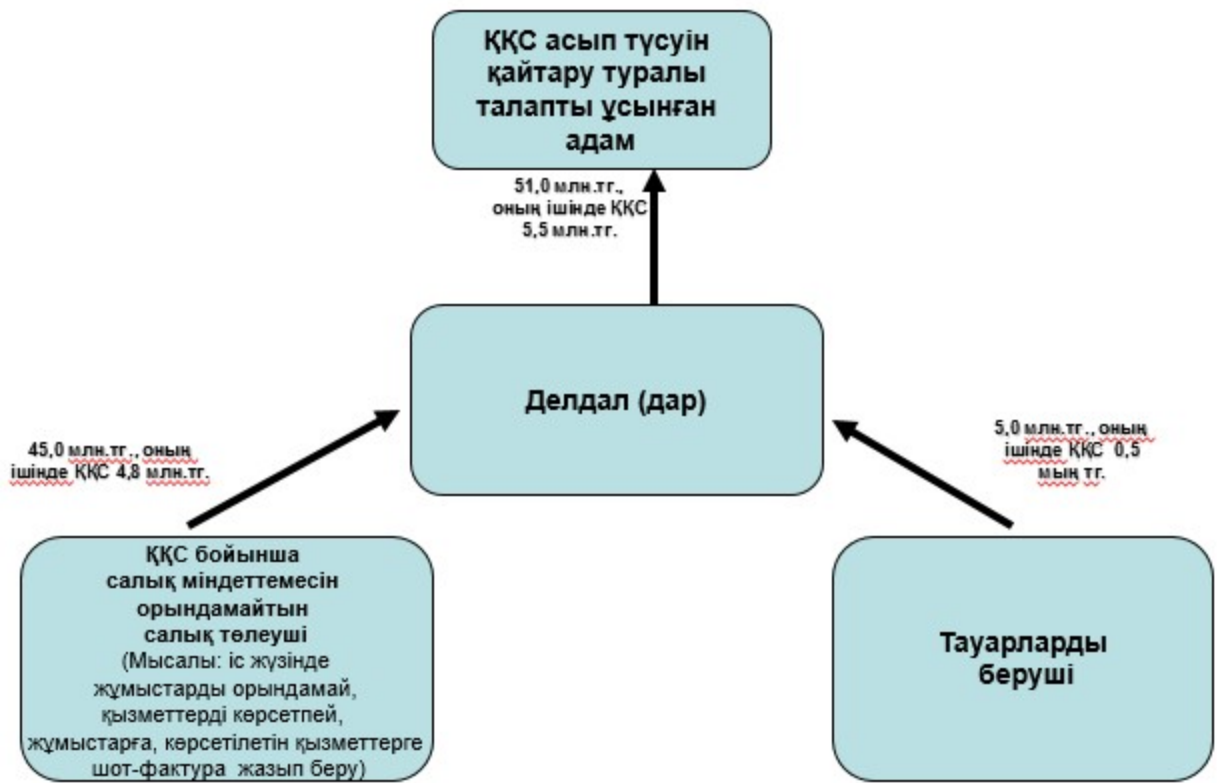 ҚҚС асып түсуін
қайтару туралы
талапты ұсынған
адам
51,0 млн.тг.,
оның ішінде ҚҚС
5,5 млн.тг.
Делдал (дар)
45,0 млн.тг., оның
ішінде ҚҚС 4,8 млн.тг.
5,0 млн.тг., оның
ішінде ҚҚС 0,5
мың тг.
ҚҚС бойынша
салық міндеттемесін
орындамайтын
салық төлеуші
(Мысалы: іс жүзінде
жұмыстарды орындамай,
қызметтерді көрсетпей,
жұмыстарға, көрсетілетін қызметтерге
шот-фактура жазып беру)
Тауарларды
беруші